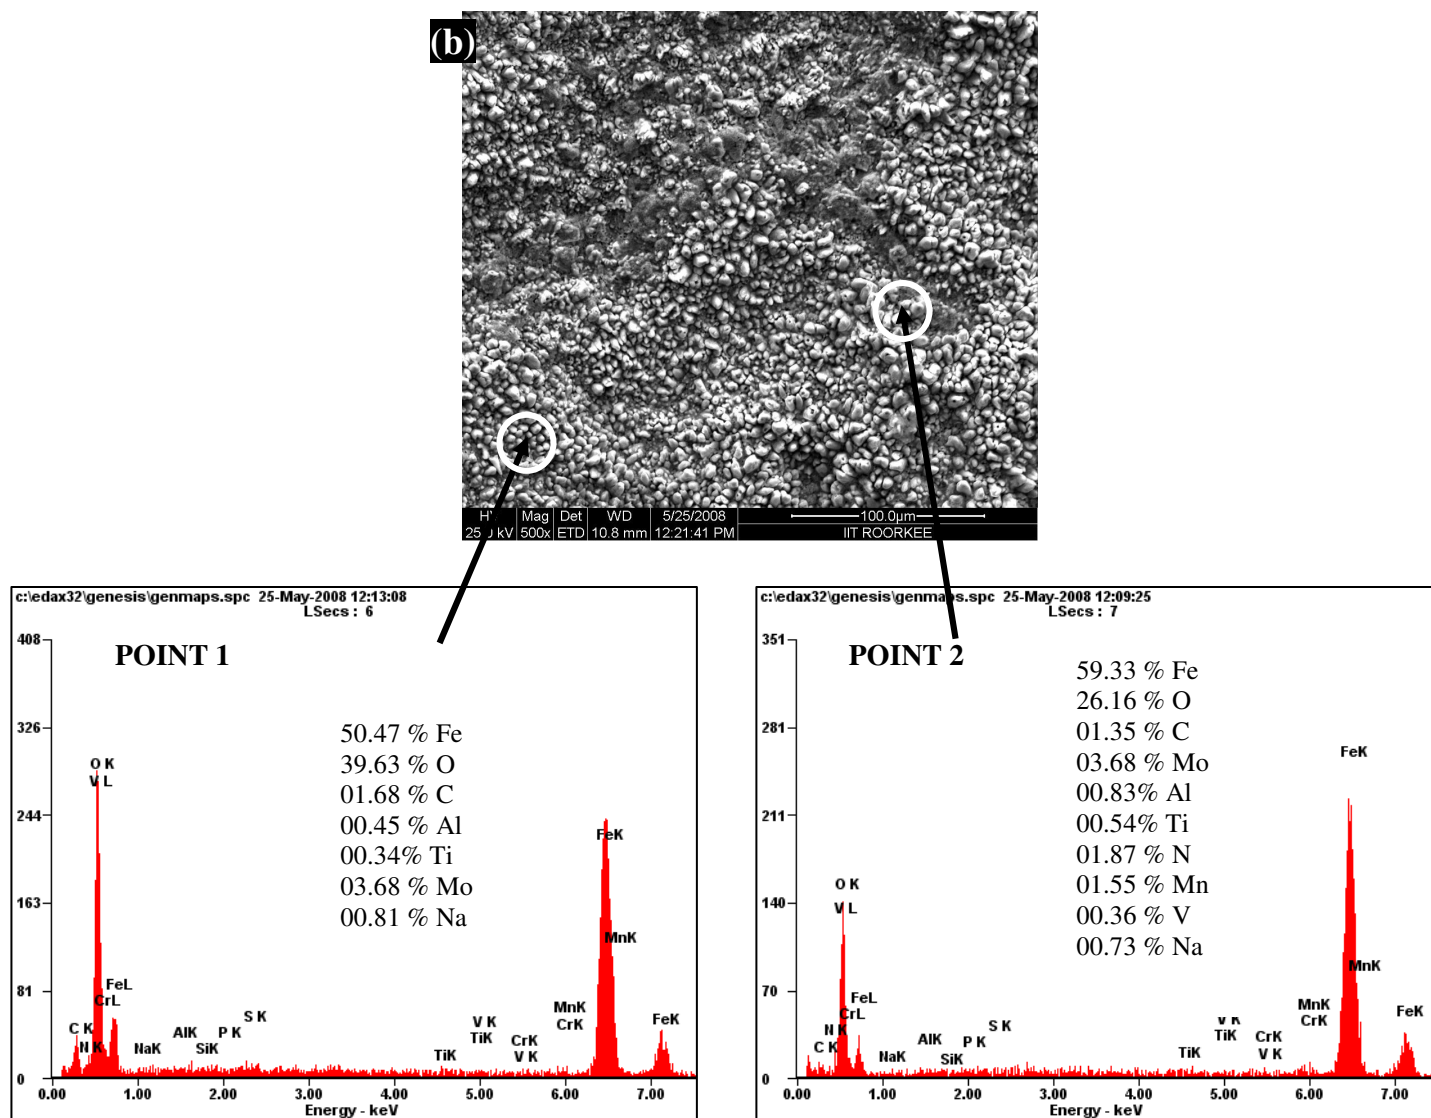 (b)
HV Mag Det WD 5/25/2008 100.0µm
25.0 kV 500x ETD 10.8 mm 12:21:41 PM IIT ROORKEE
c:\edax32\genesis\genmaps.spc 25-May-2008 12:13:08
LSecs : 6
408
POINT 1
50.47 % Fe
326
39.63 % O
O K
01.68 % C
V L
244
00.45 % Al
FeK
00.34% Ti
163
03.68 % Mo
00.81 % Na
MnK
81
FeL
CrL
S K
MnK
V K
C K
AlK
P K
TiK
CrK
CrK
FeK
N K
NaK
SiK
TiK
V K
0
0.00 1.00 2.00 3.00 4.00 5.00 6.00 7.00
Energy - keV
c:\edax32\genesis\genmaps.spc 25-May-2008 12:09:25
LSecs : 7
351
POINT 2
59.33 % Fe
26.16 % O
281
01.35 % C
FeK
03.68 % Mo
00.83% Al
211
00.54% Ti
01.87 % N
O K
01.55 % Mn
140
V L
00.36 % V
00.73 % Na
MnK
70
FeL
CrL
MnK
FeK
V K
CrK
N K
S K
TiK
CrK
C K
AlK
P K
NaK
SiK
TiK
V K
0
0.00 1.00 2.00 3.00 4.00 5.00 6.00 7.00
Energy - keV